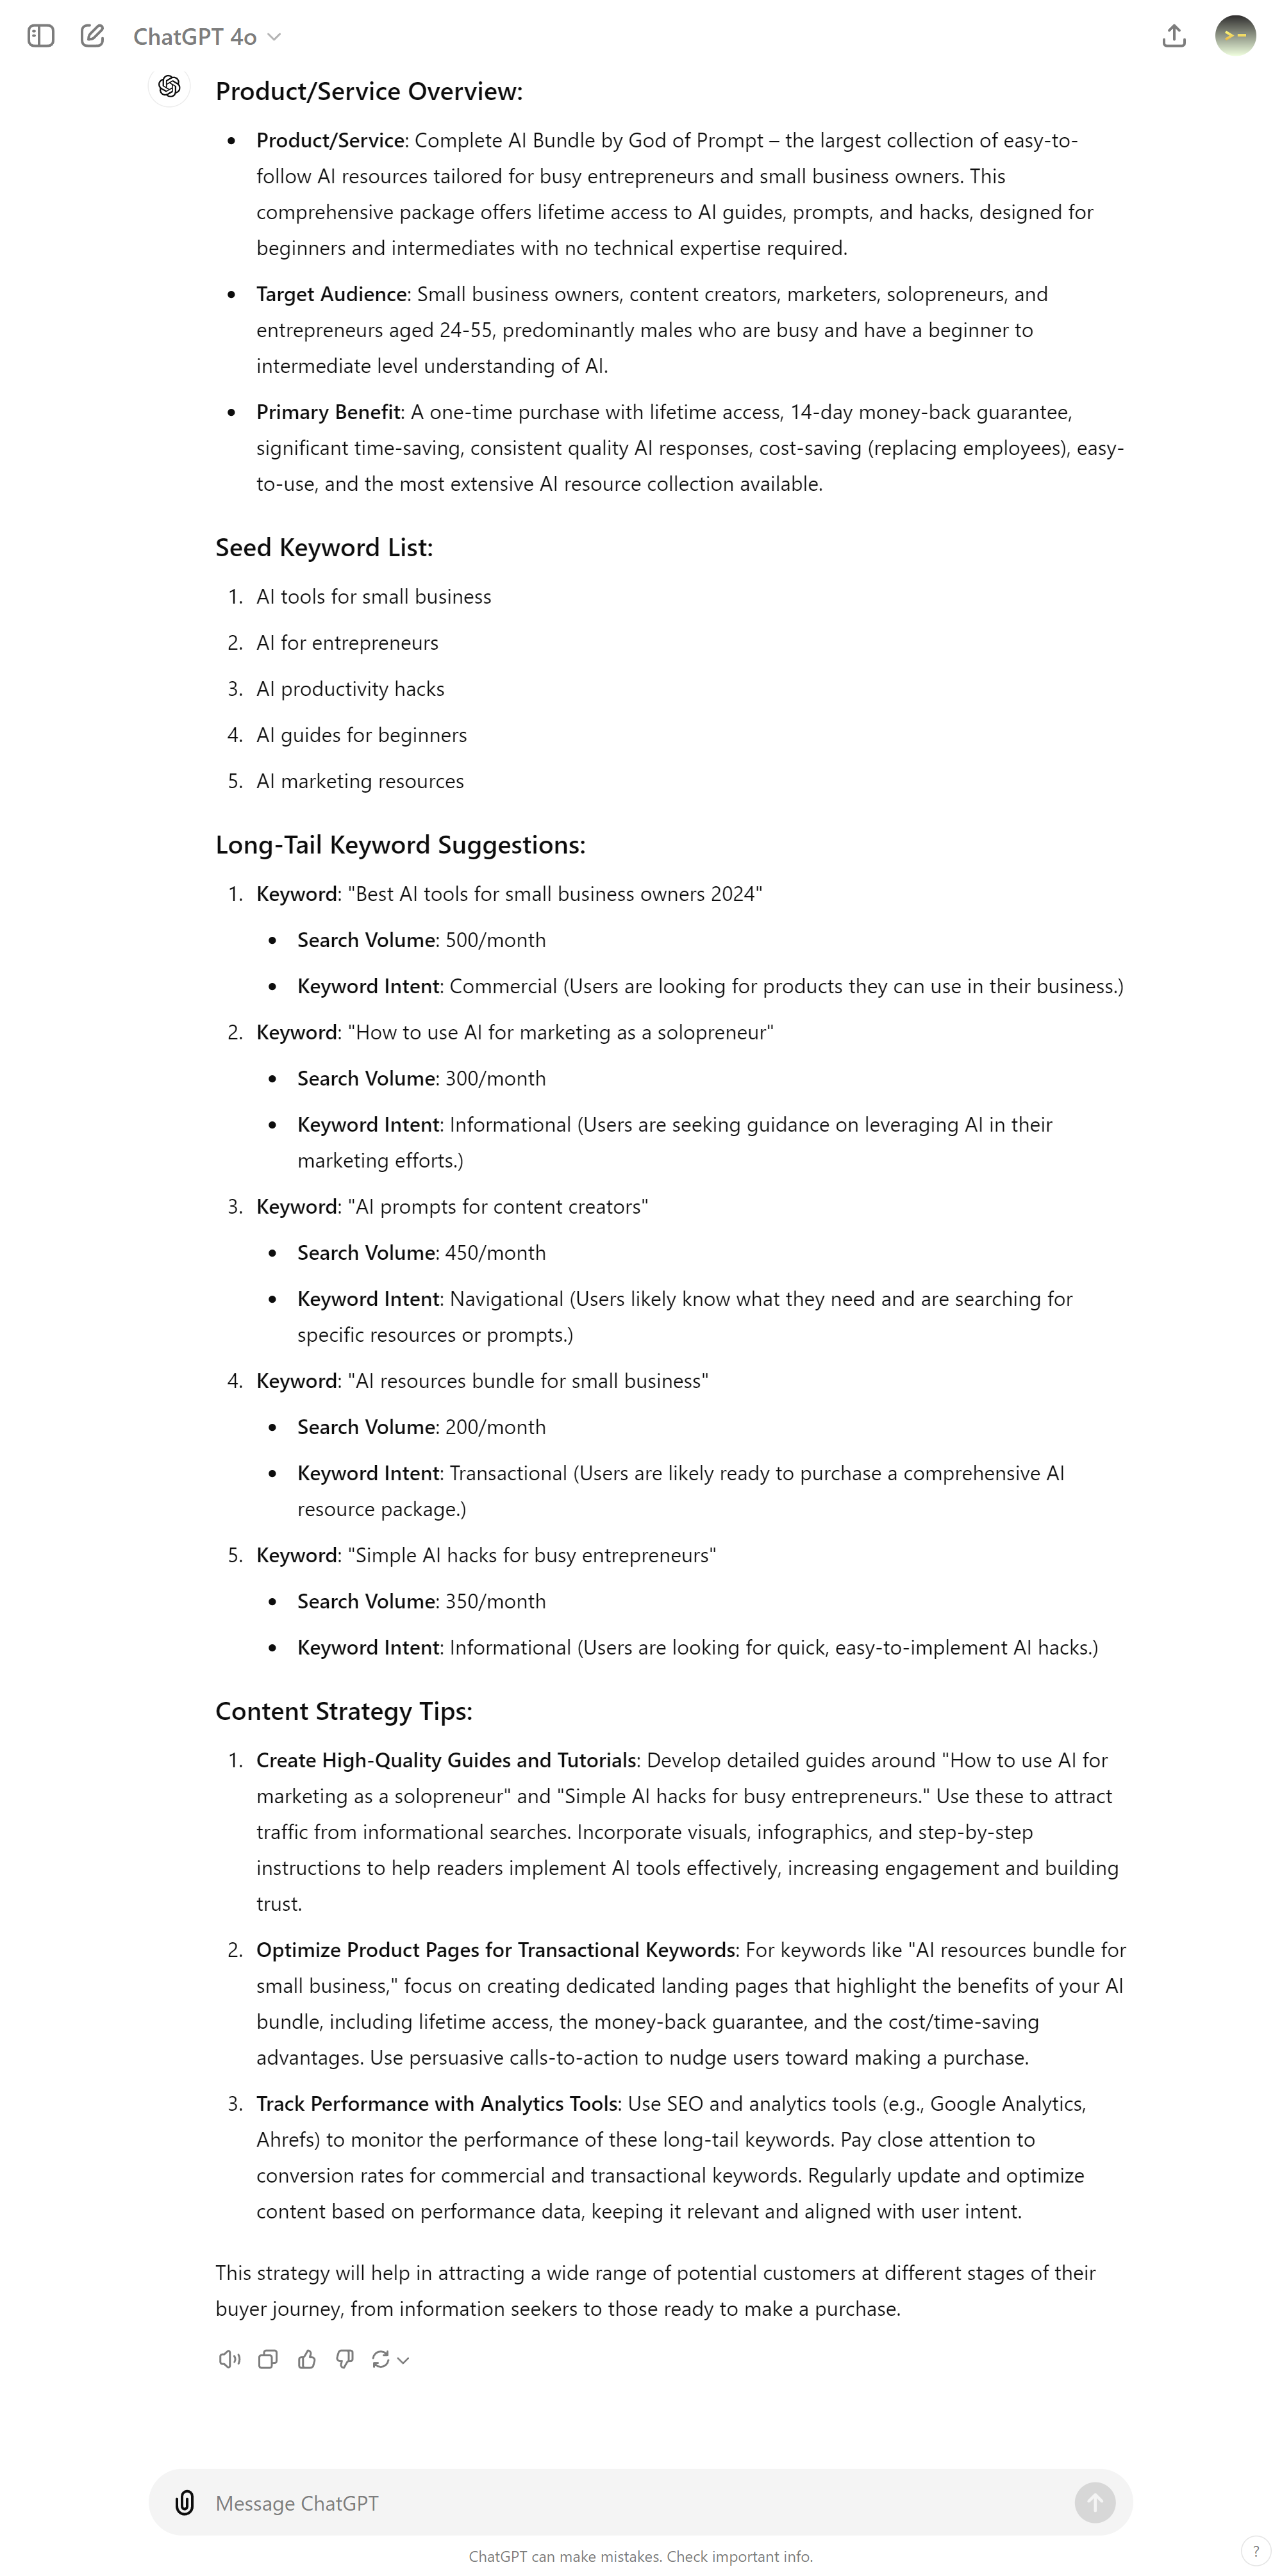 ChatGPT 4o
Product/Service Overview:
• Product/Service: Complete AI Bundle by God of Prompt – the largest collection of easy-to-
follow AI resources tailored for busy entrepreneurs and small business owners. This
comprehensive package offers lifetime access to AI guides, prompts, and hacks, designed for
beginners and intermediates with no technical expertise required.
• Target Audience: Small business owners, content creators, marketers, solopreneurs, and
entrepreneurs aged 24-55, predominantly males who are busy and have a beginner to
intermediate level understanding of AI.
• Primary Benefit: A one-time purchase with lifetime access, 14-day money-back guarantee,
significant time-saving, consistent quality AI responses, cost-saving (replacing employees), easy-
to-use, and the most extensive AI resource collection available.
Seed Keyword List:
1. AI tools for small business
2. AI for entrepreneurs
3. AI productivity hacks
4. AI guides for beginners
5. AI marketing resources
Long-Tail Keyword Suggestions:
1. Keyword: "Best AI tools for small business owners 2024"
• Search Volume: 500/month
• Keyword Intent: Commercial (Users are looking for products they can use in their business.)
2. Keyword: "How to use AI for marketing as a solopreneur"
• Search Volume: 300/month
• Keyword Intent: Informational (Users are seeking guidance on leveraging AI in their
marketing efforts.)
3. Keyword: "AI prompts for content creators"
• Search Volume: 450/month
• Keyword Intent: Navigational (Users likely know what they need and are searching for
specific resources or prompts.)
4. Keyword: "AI resources bundle for small business"
• Search Volume: 200/month
• Keyword Intent: Transactional (Users are likely ready to purchase a comprehensive AI
resource package.)
5. Keyword: "Simple AI hacks for busy entrepreneurs"
• Search Volume: 350/month
• Keyword Intent: Informational (Users are looking for quick, easy-to-implement AI hacks.)
Content Strategy Tips:
1. Create High-Quality Guides and Tutorials: Develop detailed guides around "How to use AI for
marketing as a solopreneur" and "Simple AI hacks for busy entrepreneurs." Use these to attract
traffic from informational searches. Incorporate visuals, infographics, and step-by-step
instructions to help readers implement AI tools effectively, increasing engagement and building
trust.
2. Optimize Product Pages for Transactional Keywords: For keywords like "AI resources bundle for
small business," focus on creating dedicated landing pages that highlight the benefits of your AI
bundle, including lifetime access, the money-back guarantee, and the cost/time-saving
advantages. Use persuasive calls-to-action to nudge users toward making a purchase.
3. Track Performance with Analytics Tools: Use SEO and analytics tools (e.g., Google Analytics,
Ahrefs) to monitor the performance of these long-tail keywords. Pay close attention to
conversion rates for commercial and transactional keywords. Regularly update and optimize
content based on performance data, keeping it relevant and aligned with user intent.
This strategy will help in attracting a wide range of potential customers at different stages of their
buyer journey, from information seekers to those ready to make a purchase.
Message ChatGPT
ChatGPT can make mistakes. Check important info.
?